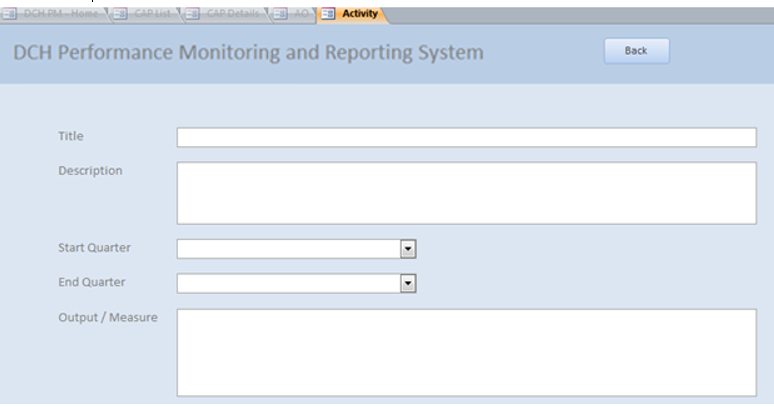 DCH PM - Home CAP List CAP Details AO Activity
DCH Performance Monitoring and Reporting System Back
Title
Description
Start Quarter
End Quarter
Output / Measure